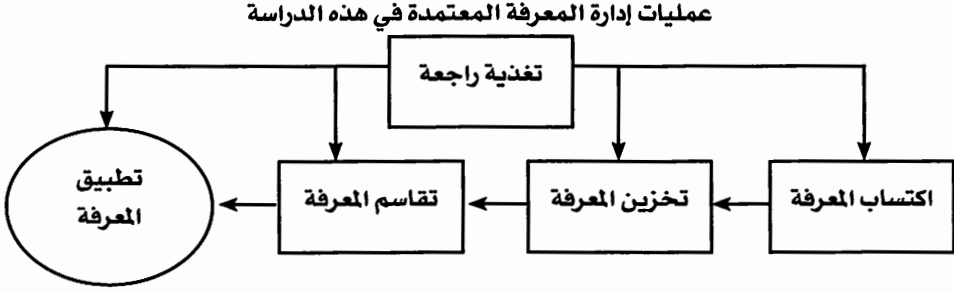 عمليات إدارة المعرفة المعتمدة في هذه الدراسة
تغذية راجعة
اكتساب المعرفة
تخزين المعرفة
تقاسم المعرفة
تطبيق
المعرفة